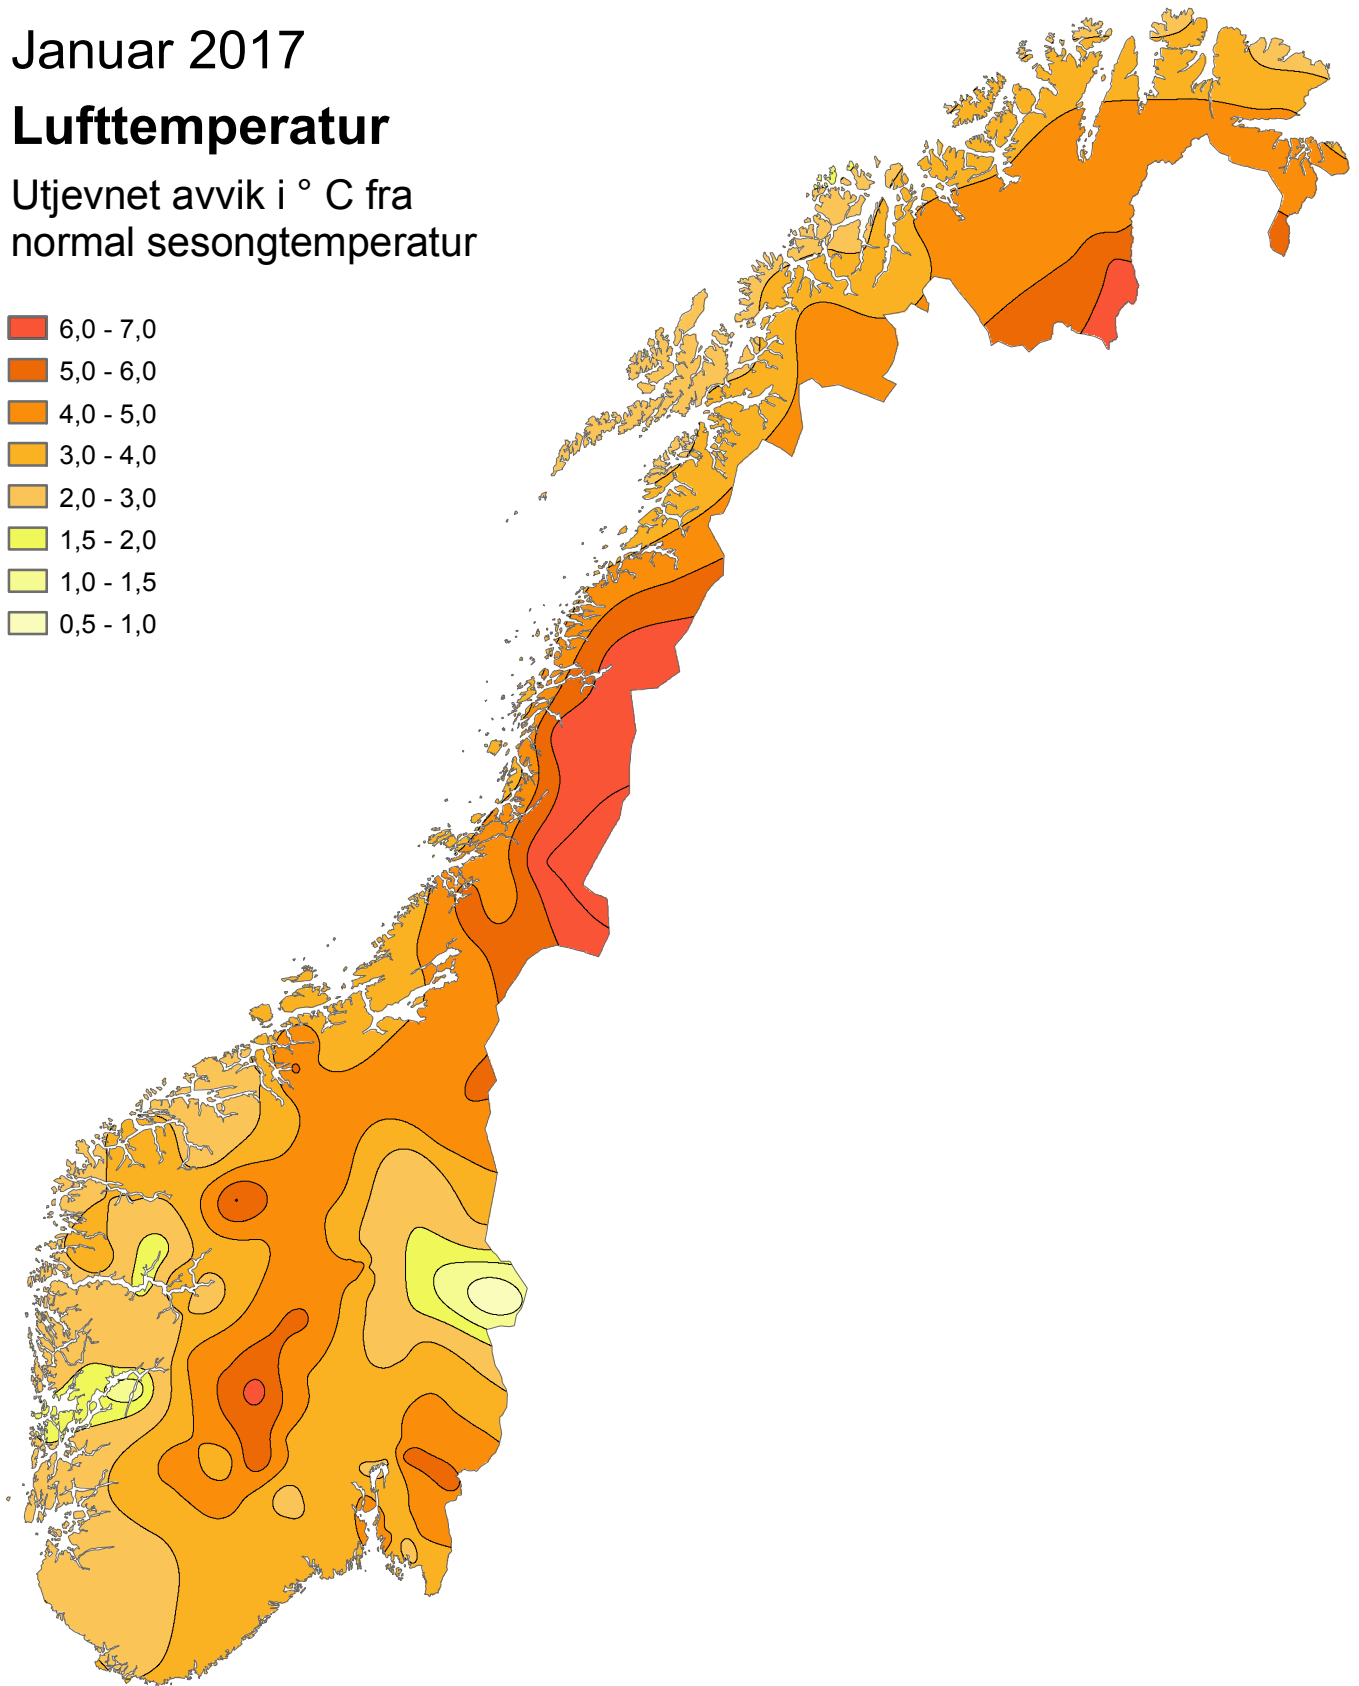 Januar 2017
Lufttemperatur
Utjevnet avvik i ° C fra
normal sesongtemperatur
6,0 - 7,0
5,0 - 6,0
4,0 - 5,0
3,0 - 4,0
2,0 - 3,0
1,5 - 2,0
1,0 - 1,5
0,5 - 1,0